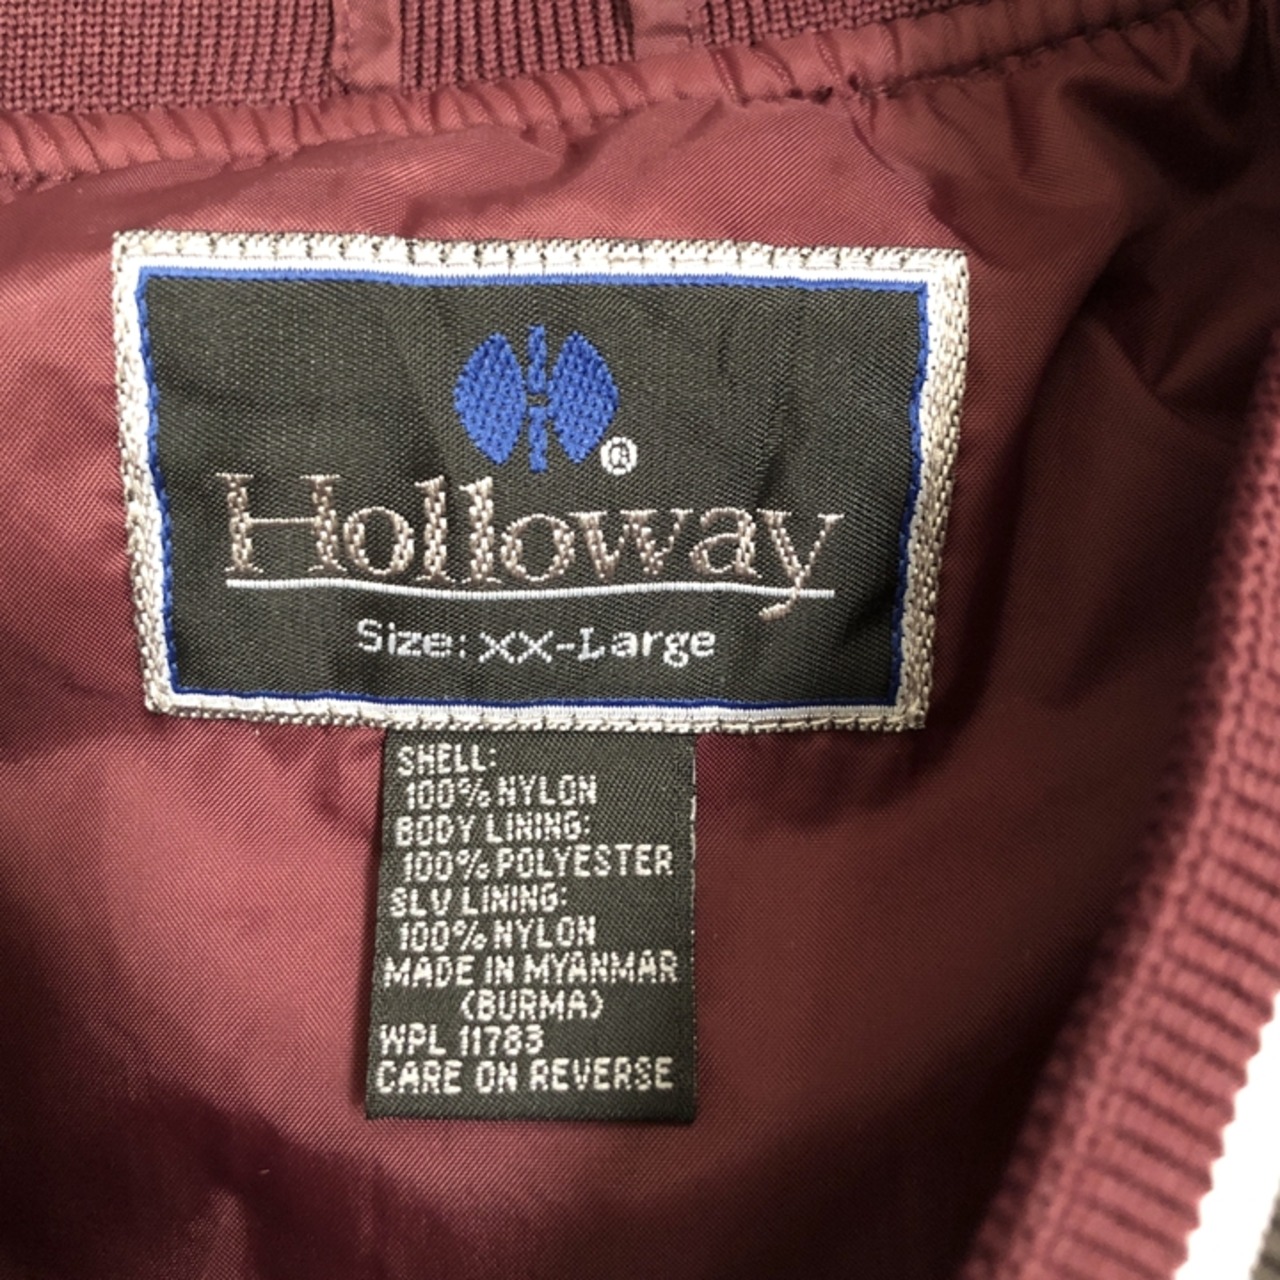 ®
Holloway
Size: XX-Large
SHELL:
100% NYLON
BODY LINING:
100% POLYESTER
SLV LINING:
100% NYLON
MADE IN MYANMAR
(BURMA)
WPL 11783
CARE ON REVERSE